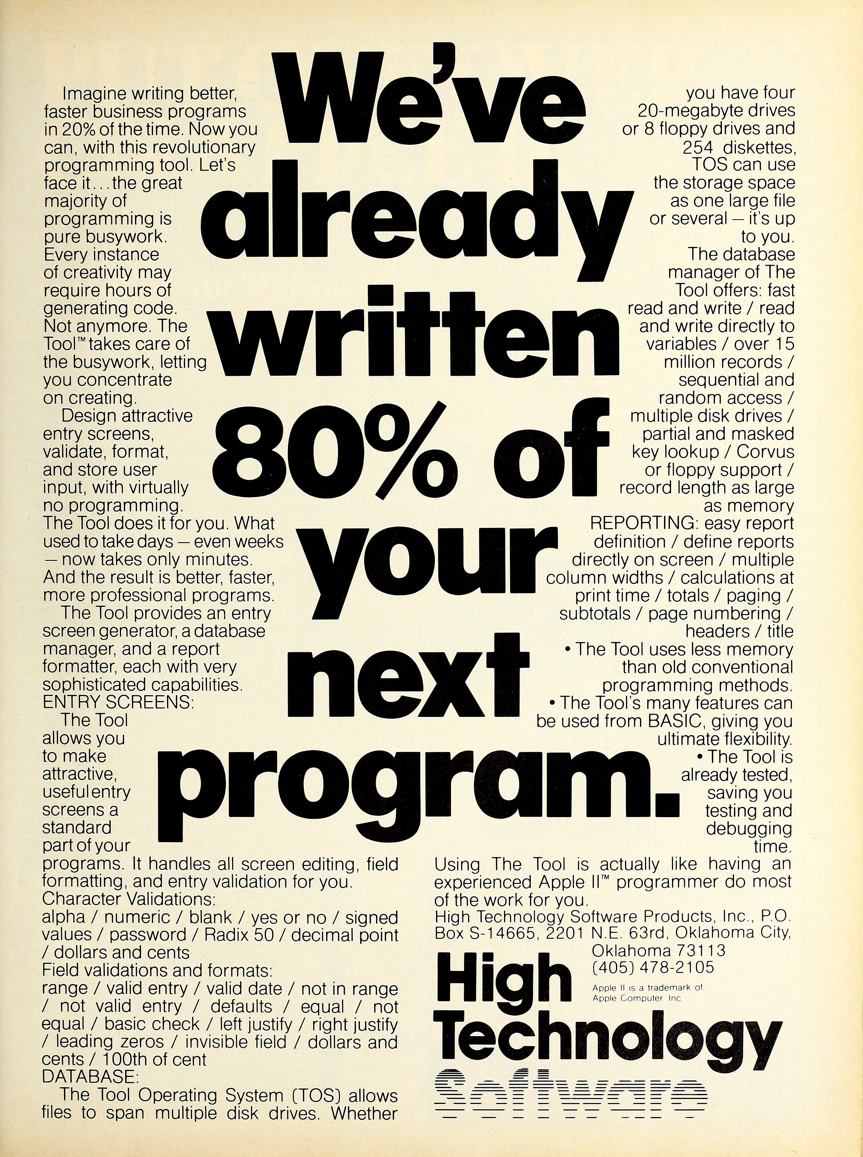 We've
already
written
80% of
your
next
program.
Imagine writing better,
faster business programs
in 20% of the time. Now you
can, with this revolutionary
programming tool. Let's
face it...the great
majority of
programming is
pure busywork.
Every instance
of creativity may
require hours of
generating code.
Not anymore. The
Tool™ takes care of
the busywork, letting
you concentrate
on creating.
Design attractive
entry screens,
validate, format,
and store user
input, with virtually
no programming.
The Tool does it for you. What
used to take days — even weeks
— now takes only minutes.
And the result is better, faster,
more professional programs.
The Tool provides an entry
screen generator, a database
manager, and a report
formatter, each with very
sophisticated capabilities.
ENTRY SCREENS:
The Tool
allows you
to make
attractive,
useful entry
screens a
standard
part of your
programs. It handles all screen editing, field
formatting, and entry validation for you.
Character Validations:
alpha / numeric / blank / yes or no / signed
values / password / Radix 50 / decimal point
/ dollars and cents
Field validations and formats:
range / valid entry / valid date / not in range
/ not valid entry / defaults / equal / not
equal / basic check / left justify / right justify
/ leading zeros / invisible field / dollars and
cents / 100th of cent
DATABASE:
The Tool Operating System (TOS) allows
files to span multiple disk drives. Whether
you have four
20-megabyte drives
or 8 floppy drives and
254 diskettes,
TOS can use
the storage space
as one large file
or several — it's up
to you.
The database
manager of The
Tool offers: fast
read and write / read
and write directly to
variables / over 15
million records /
sequential and
random access /
multiple disk drives /
partial and masked
key lookup / Corvus
or floppy support /
record length as large
as memory
REPORTING: easy report
definition / define reports
directly on screen / multiple
column widths / calculations at
print time / totals / paging /
subtotals / page numbering /
headers / title
• The Tool uses less memory
than old conventional
programming methods.
• The Tool's many features can
be used from BASIC, giving you
ultimate flexibility.
• The Tool is
already tested,
saving you
testing and
debugging
time.
Using The Tool is actually like having an
experienced Apple II™ programmer do most
of the work for you.
High Technology Software Products, Inc., P.O.
Box S-14665, 2201 N.E. 63rd, Oklahoma City,
Oklahoma 73113
(405) 478-2105
Apple II is a trademark of
Apple Computer Inc
High
Technology
Software